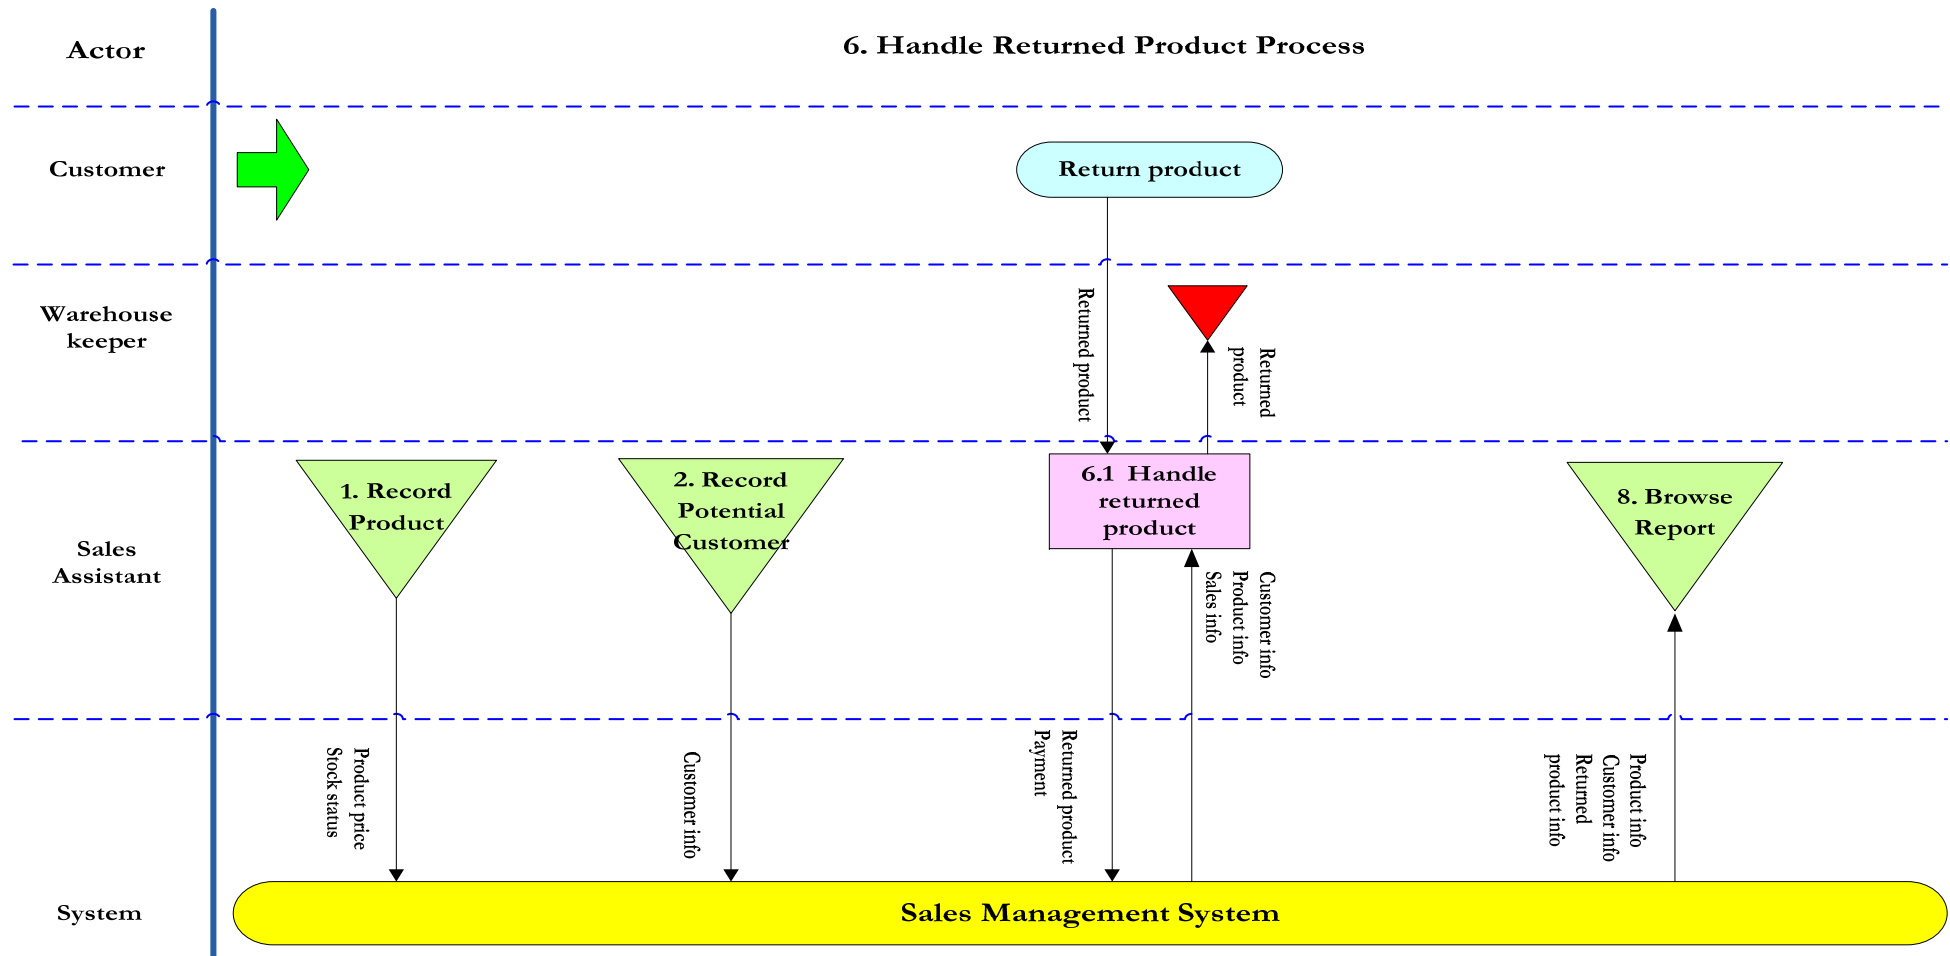 Actor
6. Handle Returned Product Process
Customer
Return product
Warehouse
keeper
Returned product
Returned
product
Sales
Assistant
1. Record
Product
2. Record
Potential
Customer
6.1 Handle
returned
product
8. Browse
Report
Customer info
Product info
Sales info
Product price
Stock status
Customer info
Returned product
Payment
Product info
Customer info
Returned
product info
System
Sales Management System